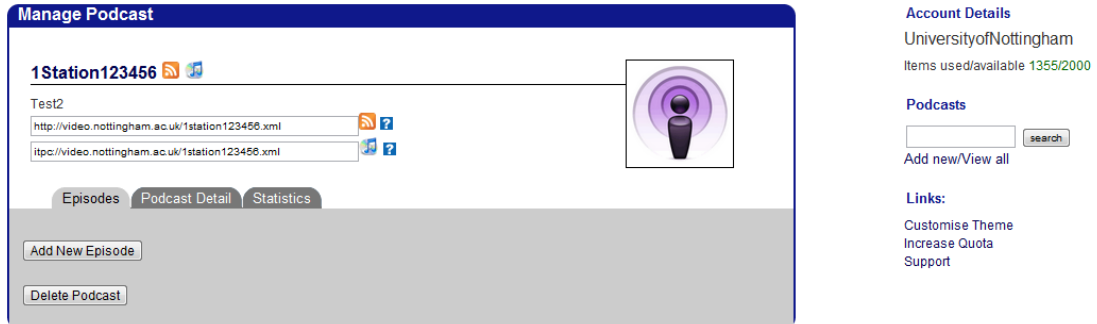 Manage Podcast
1Station123456
Test2
http://video.nottingham.ac.uk/1station123456.xml
?
itpc://video.nottingham.ac.uk/1station123456.xml
?
Episodes
Podcast Detail
Statistics
Add New Episode
Delete Podcast
Account Details
UniversityofNottingham
Items used/available 1355/2000
Podcasts
search
Add new/View all
Links:
Customise Theme
Increase Quota
Support